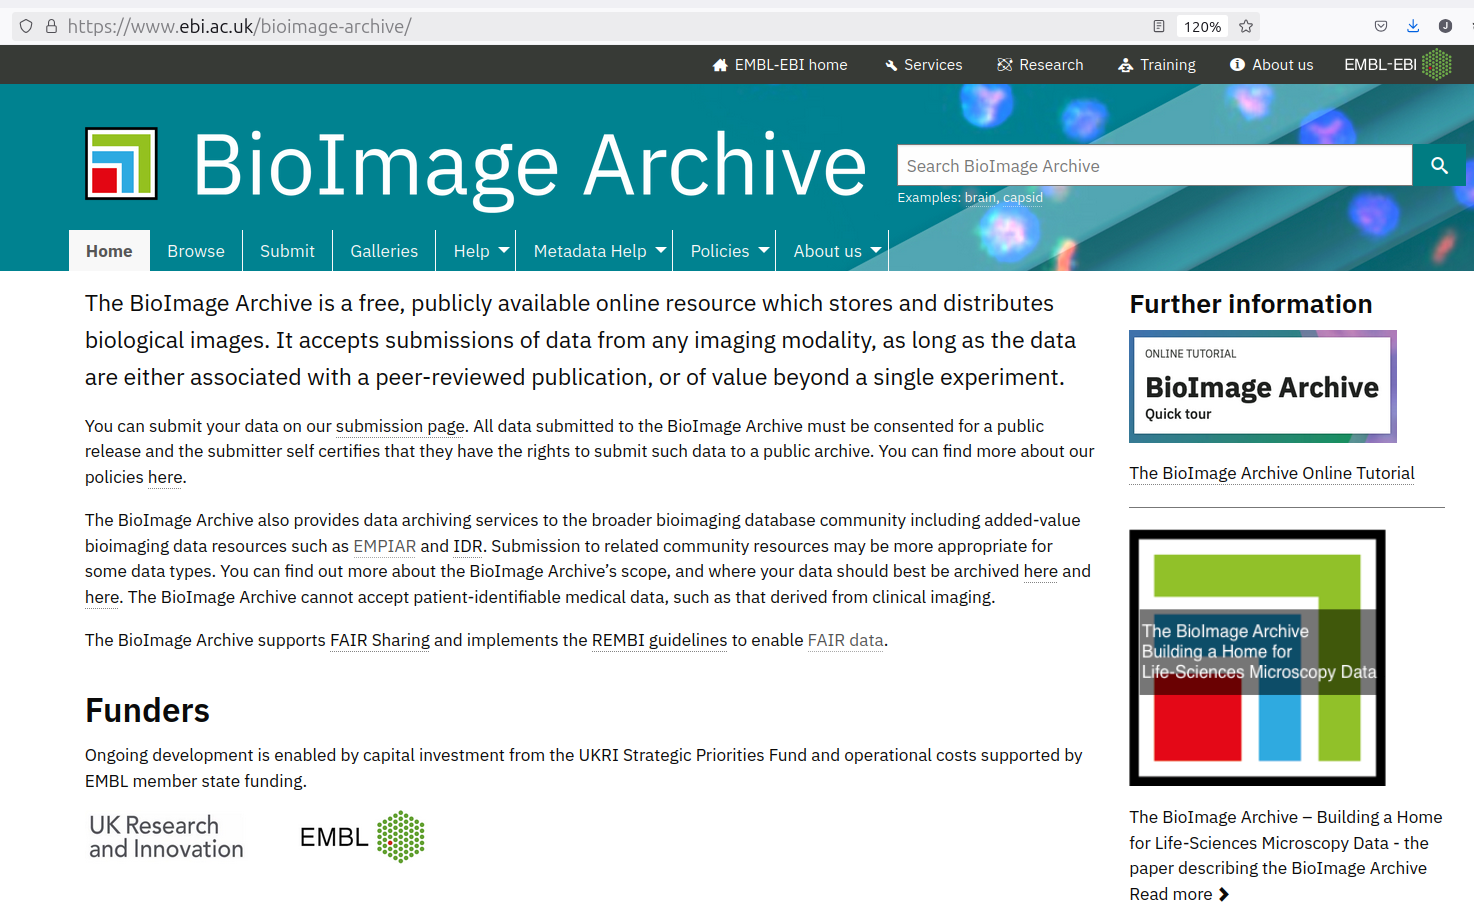 https://www.ebi.ac.uk/bioimage-archive/
120%
J
EMBL-EBI home
Services
Research
Training
About us
EMBL-EBI
BioImage Archive
Search BioImage Archive
Examples: brain, capsid
Home
Browse
Submit
Galleries
Help
Metadata Help
Policies
About us
The BioImage Archive is a free, publicly available online resource which stores and distributes
biological images. It accepts submissions of data from any imaging modality, as long as the data
are either associated with a peer-reviewed publication, or of value beyond a single experiment.
You can submit your data on our submission page. All data submitted to the BioImage Archive must be consented for a public
release and the submitter self certifies that they have the rights to submit such data to a public archive. You can find more about our
policies here.
The BioImage Archive also provides data archiving services to the broader bioimaging database community including added-value
bioimaging data resources such as EMPIAR and IDR. Submission to related community resources may be more appropriate for
some data types. You can find out more about the BioImage Archive’s scope, and where your data should best be archived here and
here. The BioImage Archive cannot accept patient-identifiable medical data, such as that derived from clinical imaging.
The BioImage Archive supports FAIR Sharing and implements the REMBI guidelines to enable FAIR data.
Funders
Ongoing development is enabled by capital investment from the UKRI Strategic Priorities Fund and operational costs supported by
EMBL member state funding.
UK Research
and Innovation
EMBL
Further information
ONLINE TUTORIAL
BioImage Archive
Quick tour
The BioImage Archive Online Tutorial
The BioImage Archive
Building a Home for
Life-Sciences Microscopy Data
The BioImage Archive – Building a Home
for Life-Sciences Microscopy Data - the
paper describing the BioImage Archive
Read more